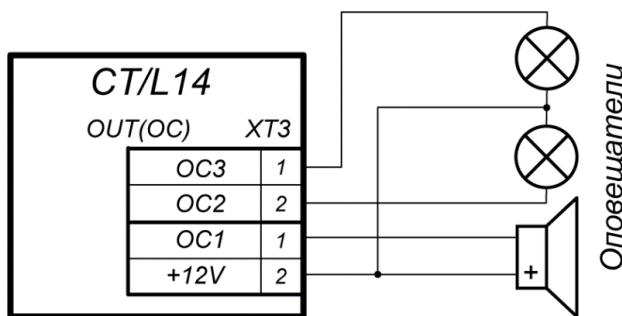 CT/L14
OUT(OC) XT3
OC3 1
OC2 2
OC1 1
+12V 2
+
Оповещатели